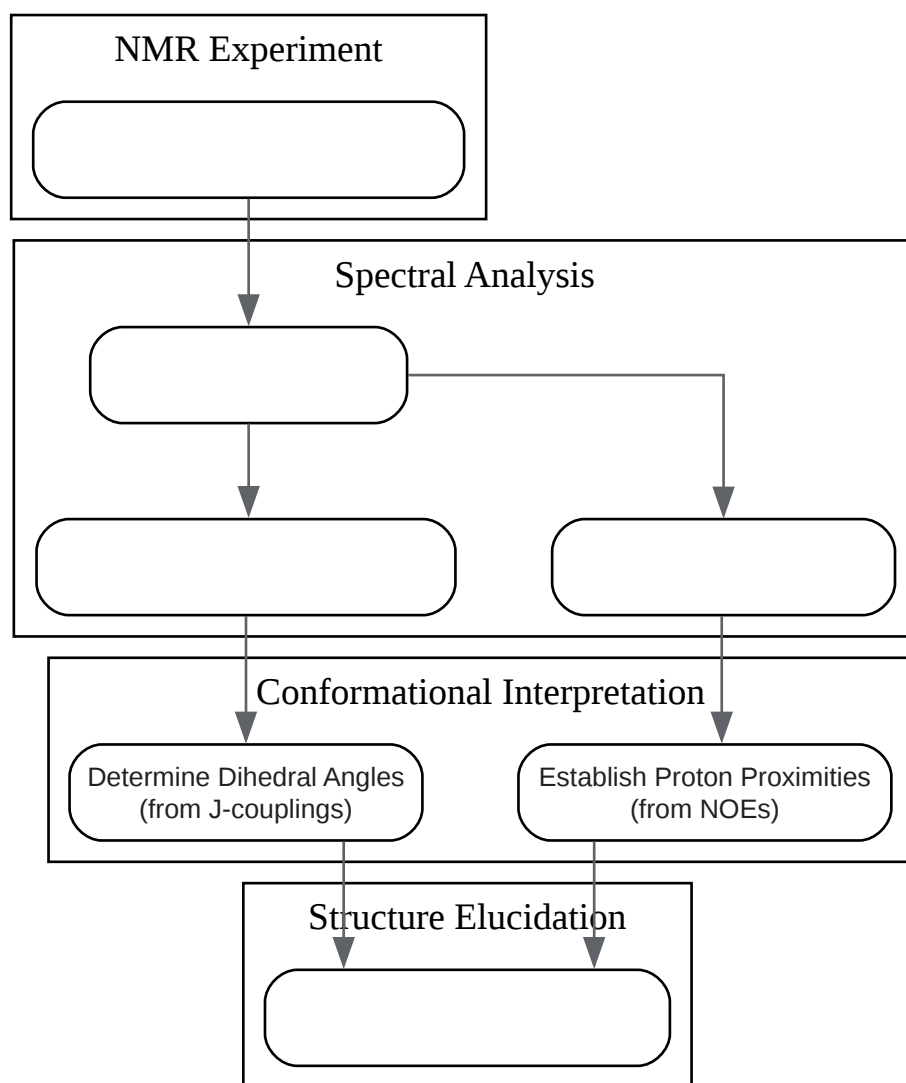 NMR Experiment
Spectral Analysis
Conformational Interpretation
Determine Dihedral Angles
(from J-couplings)
Establish Proton Proximities
(from NOEs)
Structure Elucidation